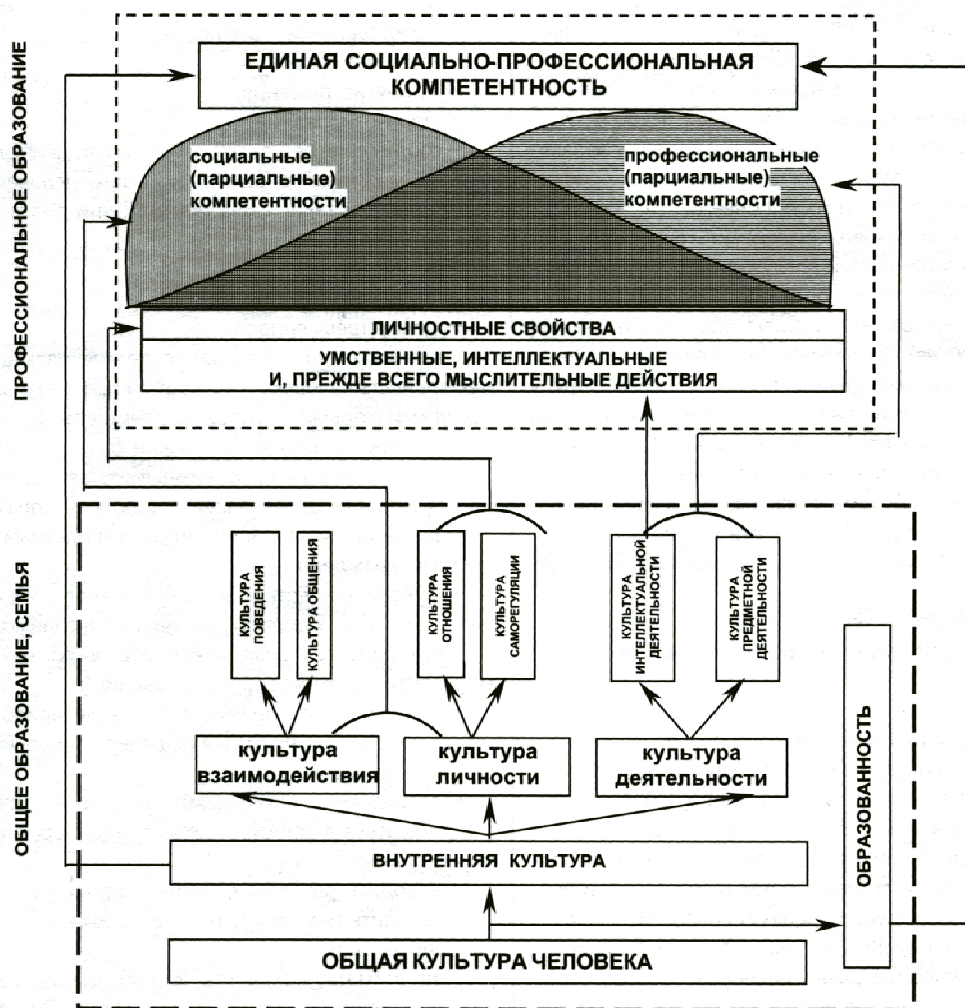 ПРОФЕССИОНАЛЬНОЕ ОБРАЗОВАНИЕ
ЕДИНАЯ СОЦИАЛЬНО-ПРОФЕССИОНАЛЬНАЯ
КОМПЕТЕНТНОСТЬ
социальные
(парциальные)
компетентности
профессиональные
(парциальные)
компетентности
ЛИЧНОСТНЫЕ СВОЙСТВА
УМСТВЕННЫЕ, ИНТЕЛЛЕКТУАЛЬНЫЕ
И, ПРЕЖДЕ ВСЕГО МЫСЛИТЕЛЬНЫЕ ДЕЙСТВИЯ
ОБЩЕЕ ОБРАЗОВАНИЕ, СЕМЬЯ
КУЛЬТУРА
ПОВЕДЕНИЯ
КУЛЬТУРА ОБЩЕНИЯ
КУЛЬТУРА
ОТНОШЕНИЯ
КУЛЬТУРА
САМОРЕГУЛЯЦИИ
КУЛЬТУРА
ИНТЕЛЛЕКТУАЛЬНОЙ
ДЕЯТЕЛЬНОСТИ
КУЛЬТУРА
ПРЕДМЕТНОЙ
ДЕЯТЕЛЬНОСТИ
культура
взаимодействия
культура
личности
культура
деятельности
ОБРАЗОВАННОСТЬ
ВНУТРЕННЯЯ КУЛЬТУРА
ОБЩАЯ КУЛЬТУРА ЧЕЛОВЕКА